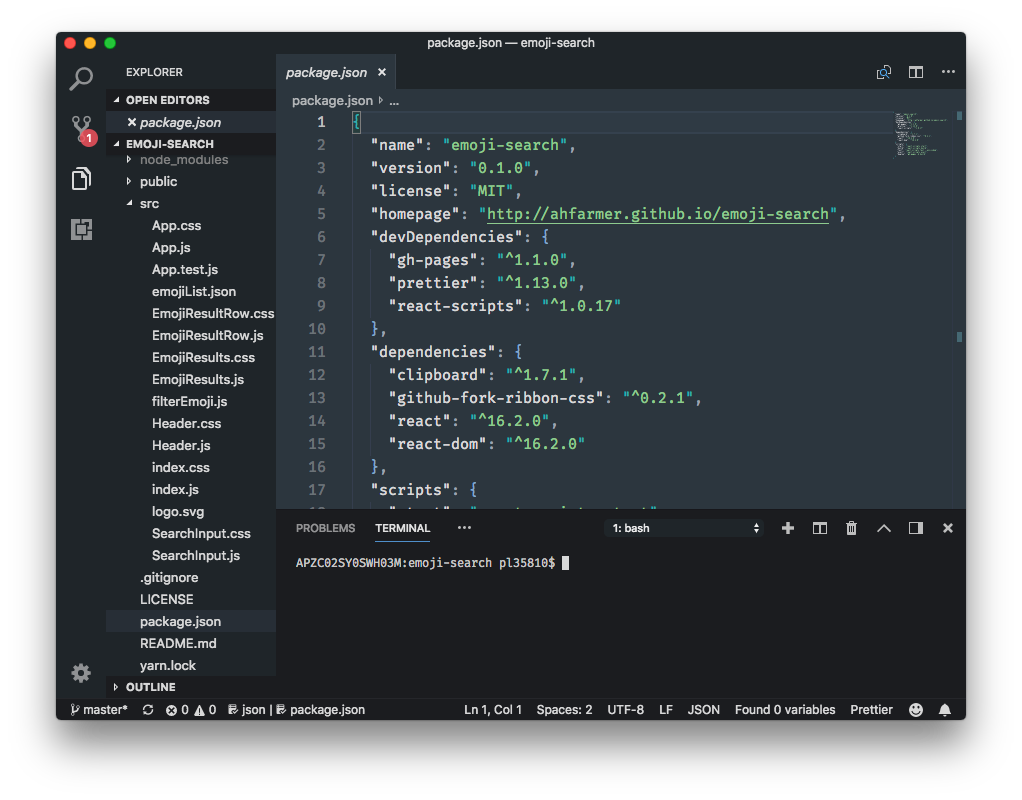 package.json — emoji-search
EXPLORER
OPEN EDITORS
package.json
EMOJI-SEARCH
node_modules
public
src
App.css
App.js
App.test.js
emojiList.json
EmojiResultRow.css
EmojiResultRow.js
EmojiResults.css
EmojiResults.js
filterEmoji.js
Header.css
Header.js
index.css
index.js
logo.svg
SearchInput.css
SearchInput.js
.gitignore
LICENSE
package.json
README.md
yarn.lock
OUTLINE
1
package.json
package.json ...
1 {
2 "name": "emoji-search",
3 "version": "0.1.0",
4 "license": "MIT",
5 "homepage": "http://ahfarmer.github.io/emoji-search",
6 "devDependencies": {
7 "gh-pages": "^1.1.0",
8 "prettier": "^1.13.0",
9 "react-scripts": "^1.0.17"
10 },
11 "dependencies": {
12 "clipboard": "^1.7.1",
13 "github-fork-ribbon-css": "^0.2.1",
14 "react": "^16.2.0",
15 "react-dom": "^16.2.0"
16 },
17 "scripts": {
PROBLEMS TERMINAL ... 1: bash
APZC02SY0SWH03M:emoji-search pl35810$
master* 0 0 json | package.json Ln 1, Col 1 Spaces: 2 UTF-8 LF JSON Found 0 variables Prettier